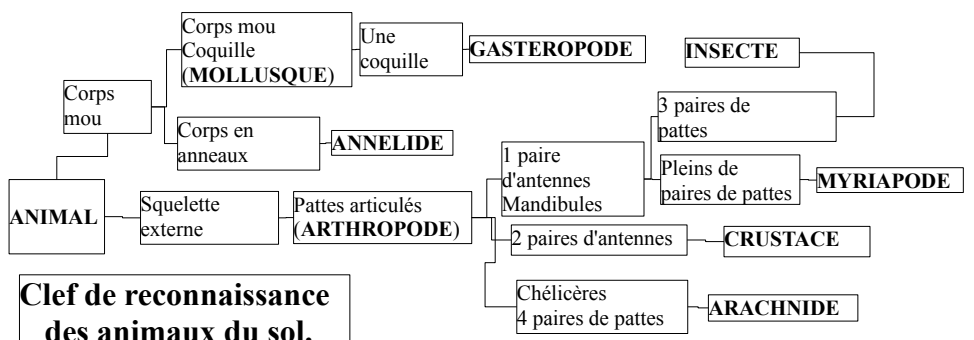 Corps mou
Coquille
(MOLLUSQUE)
Une
coquille
GASTEROPODE
INSECTE
Corps
mou
3 paires de
pattes
Corps en
anneaux
ANNELIDE
1 paire
d'antennes
Mandibules
Pleins de
paires de pattes
MYRIAPODE
ANIMAL
Squelette
externe
Pattes articulés
(ARTHROPODE)
2 paires d'antennes
CRUSTACE
Chélicères
4 paires de pattes
ARACHNIDE
Clef de reconnaissance
des animaux du sol.